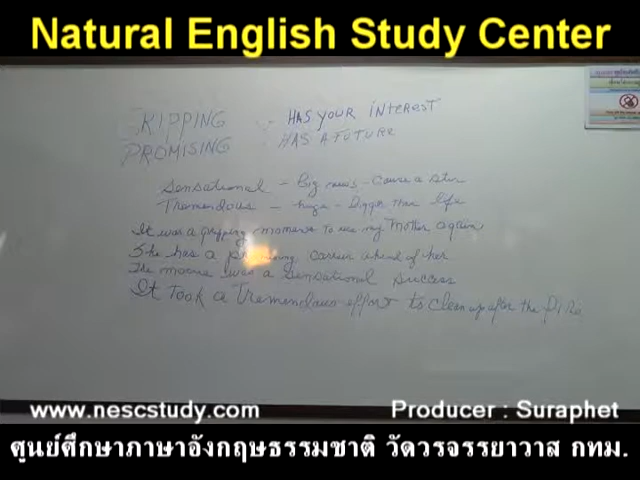 Natural English Study Center
GRIPPING - HAS YOUR INTEREST
PROMISING HAS A FUTURE
Sensational - Big news - Cause a stir
Tremendous - huge - Bigger than life
It was a gripping moment to see my Mother again
She has a promising career ahead of her
The movie was a sensational success
It Took a Tremendous effort to clean up after the
www.nescstudy.com
Producer : Suraphet
ศูนย์ศึกษาภาษาอังกฤษธรรมชาติ วัดวรจรรยาวาส กทม.